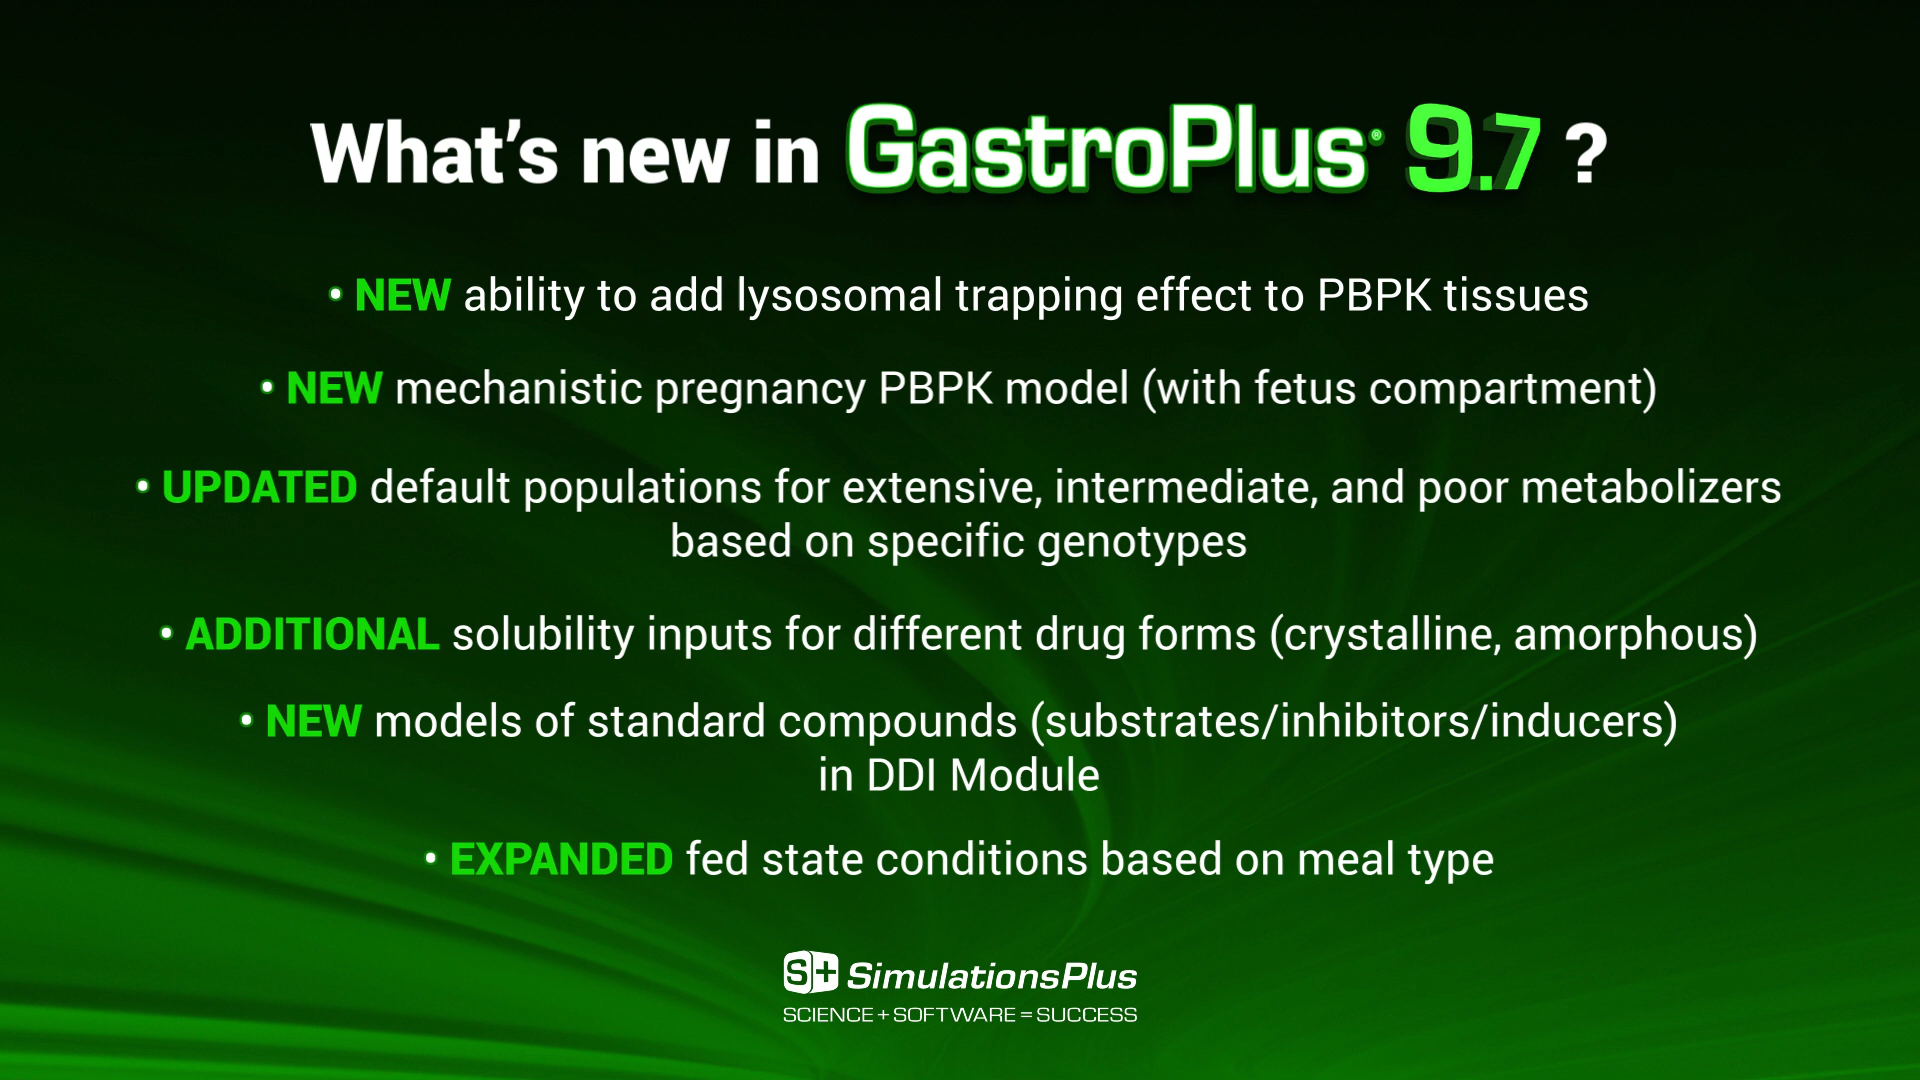 What's new in GastroPlus® 9.7 ?
• NEW ability to add lysosomal trapping effect to PBPK tissues
• NEW mechanistic pregnancy PBPK model (with fetus compartment)
• UPDATED default populations for extensive, intermediate, and poor metabolizers
based on specific genotypes
• ADDITIONAL solubility inputs for different drug forms (crystalline, amorphous)
• NEW models of standard compounds (substrates/inhibitors/inducers)
in DDI Module
• EXPANDED fed state conditions based on meal type
S+ SimulationsPlus
SCIENCE + SOFTWARE = SUCCESS